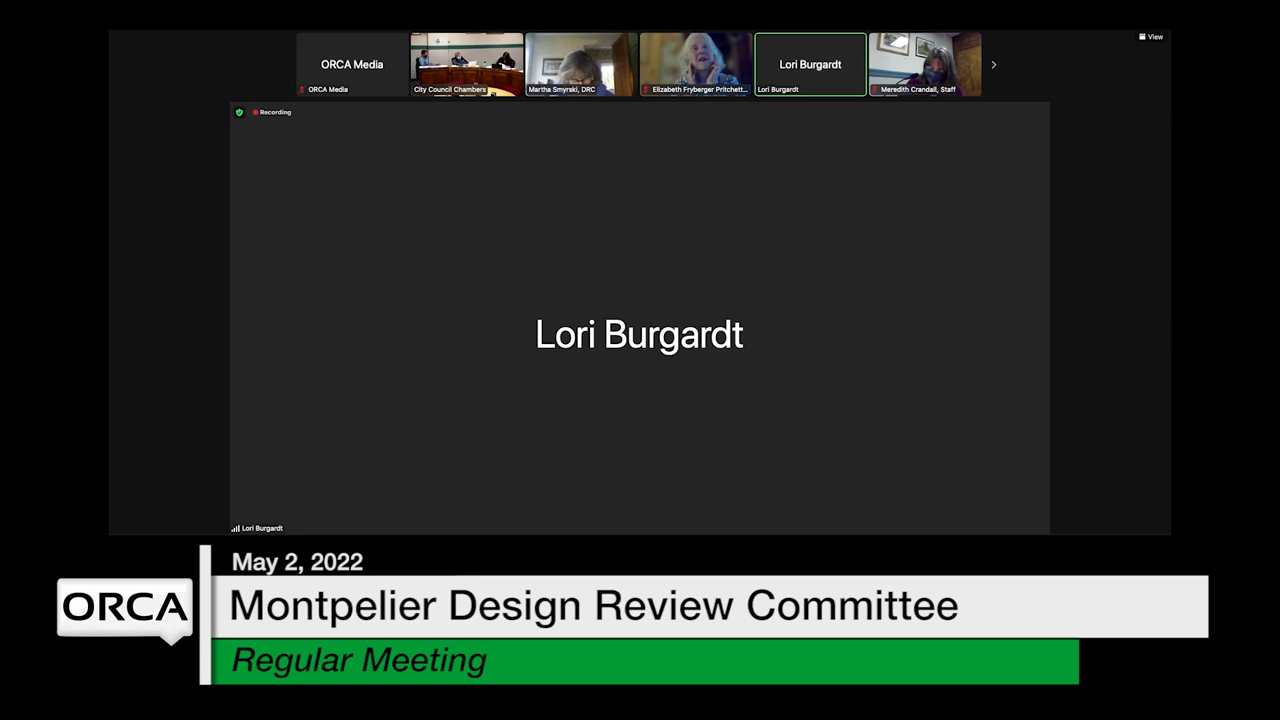 View
ORCA Media
ORCA Media
City Council Chambers
Martha Smyrski, DRC
Elizabeth Fryberger Pritchett...
Lori Burgardt
Lori Burgardt
Meredith Crandall, Staff
Recording
Lori Burgardt
Lori Burgardt
May 2, 2022
ORCA
Montpelier Design Review Committee
Regular Meeting